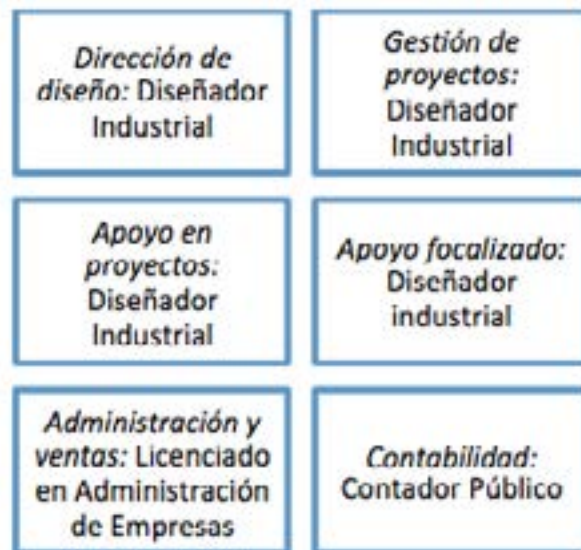 Dirección de
diseño: Diseñador
Industrial
Gestión de
proyectos:
Diseñador
Industrial
Apoyo en
proyectos:
Diseñador
Industrial
Apoyo focalizado:
Diseñador
industrial
Administración y
ventas: Licenciado
en Administración
de Empresas
Contabilidad:
Contador Público